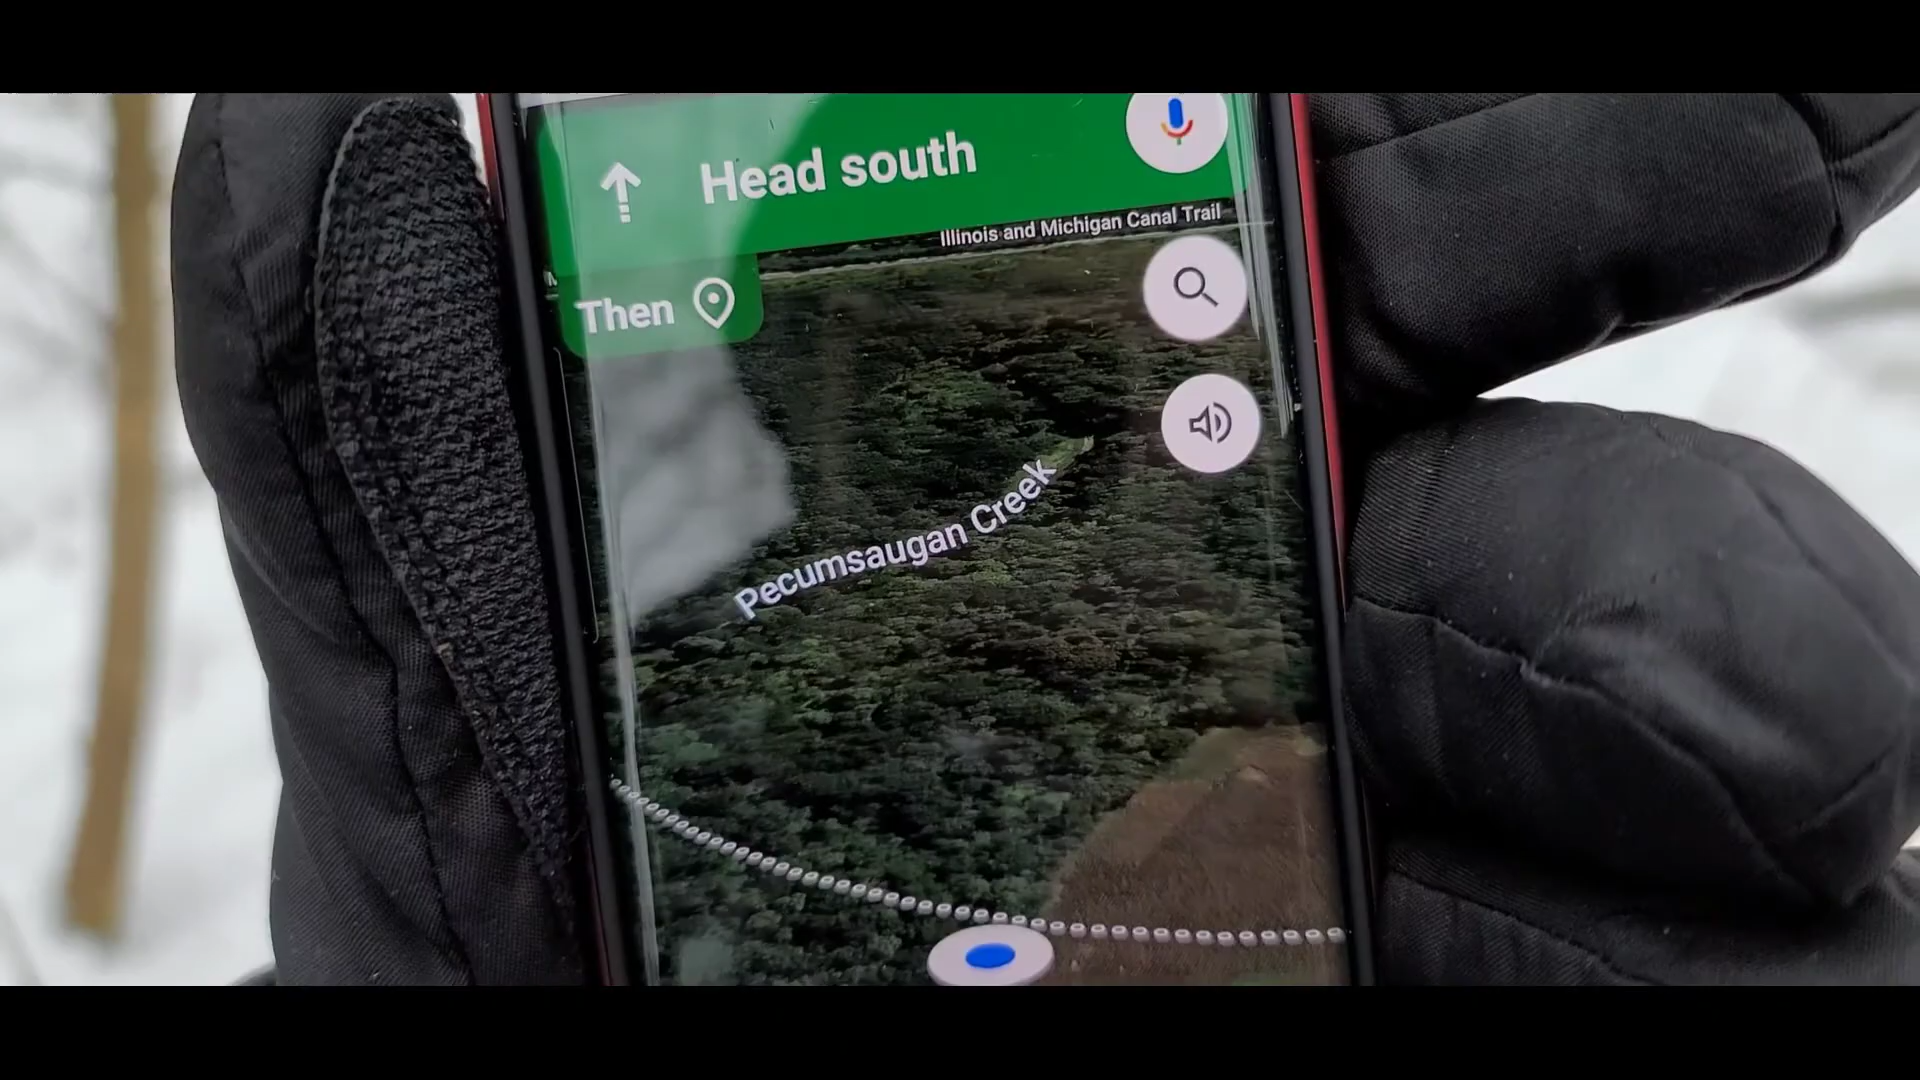 Head south
Illinois and Michigan Canal Trail
Then
Pecumsaugan Creek